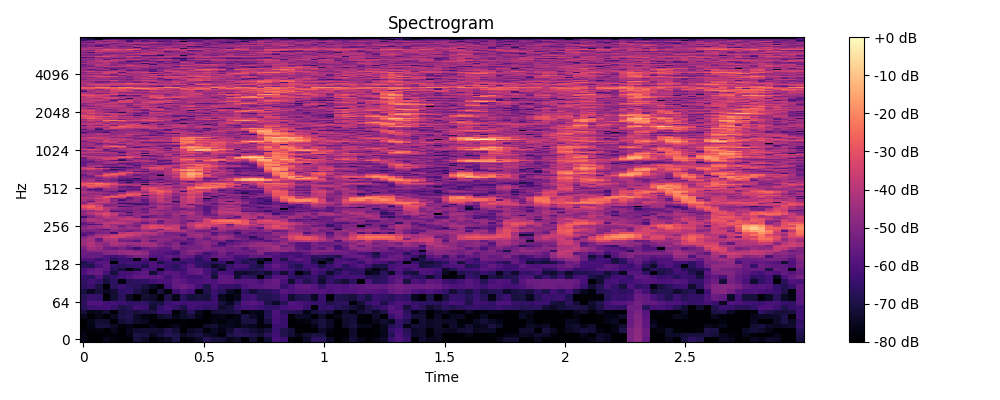 Spectrogram
4096
2048
1024
512
256
128
64
0
Hz
0
0.5
1
1.5
2
2.5
Time
+0 dB
-10 dB
-20 dB
-30 dB
-40 dB
-50 dB
-60 dB
-70 dB
-80 dB